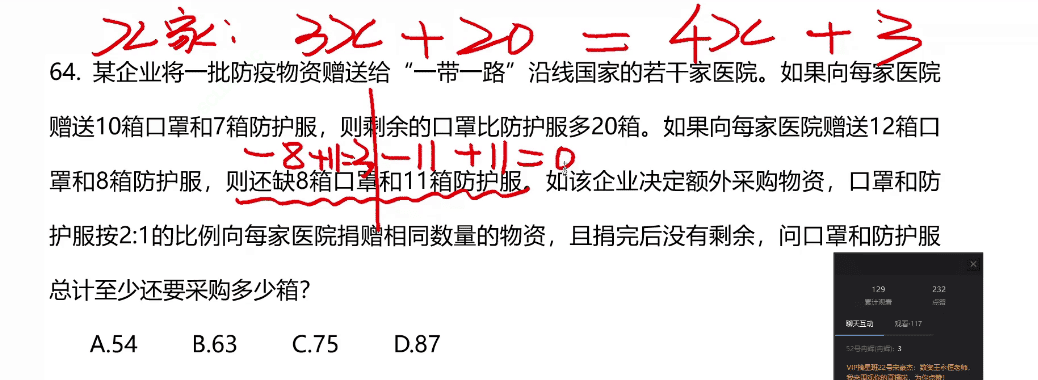 x家: 3x+20=4x+3
64. 某企业将一批防疫物资赠送给“一带一路”沿线国家的若干家医院。如果向每家医院
赠送10箱口罩和7箱防护服，则剩余的口罩比防护服多20箱。如果向每家医院赠送12箱口
-8+11=3 -11+11=0
罩和8箱防护服，则还缺8箱口罩和11箱防护服。如该企业决定额外采购物资，口罩和防
护服按2:1的比例向每家医院捐赠相同数量的物资，且捐完后没有剩余，问口罩和防护服
总计至少还要采购多少箱?
A.54 B.63 C.75 D.87
129 232
累计观看 点赞
聊天互动 观看·117
3